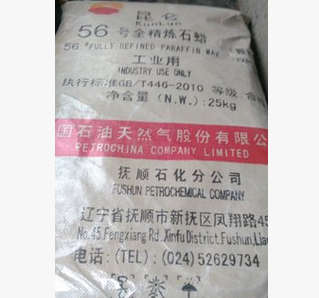 昆仑
KunLun
56 号全精炼石蜡
56 #FULLY-REFINED PARAFFIN WAX
工业用
INDUSTRY USE ONLY
执行标准GB/T446-2010 等级:合
净含量(N.W.):25kg
国石油天然气股份有限公
PETROCHINA COMPANY LIMITED
抚顺石化分公司
FUSHUN PETROCHEMICAL COMPANY
辽宁省抚顺市新抚区凤翔路45
No.45,Fengxiang Rd.,Xinfu District,Fushun,Liao
电话:(TEL):(024)52629734